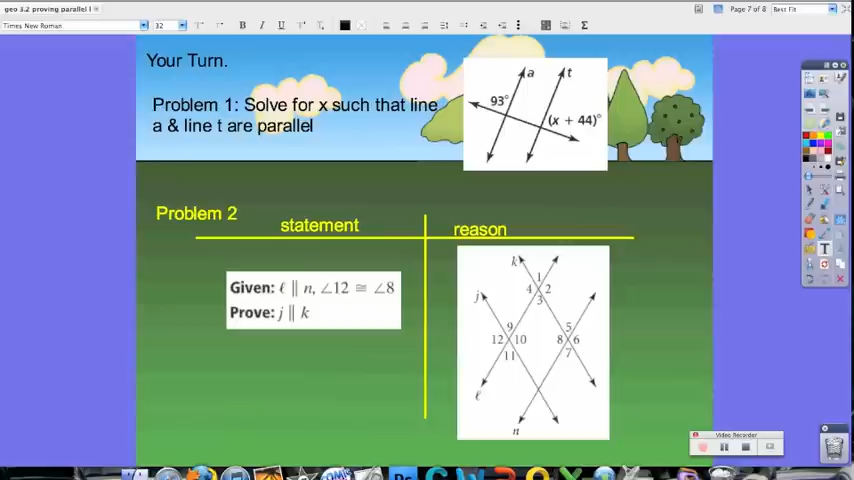 geo 3.2 proving parallel l
Page 7 of 8
Best Fit
Times New Roman
32
B I U
Σ
Your Turn.
Problem 1: Solve for x such that line
a & line t are parallel
a
t
93°
(x + 44)°
Problem 2
statement
reason
Given: ℓ ∥ n, ∠12 ≅ ∠8
Prove: j ∥ k
k
1
4
2
3
j
9
5
12
10
8
6
11
7
ℓ
n
T
Video Recorder